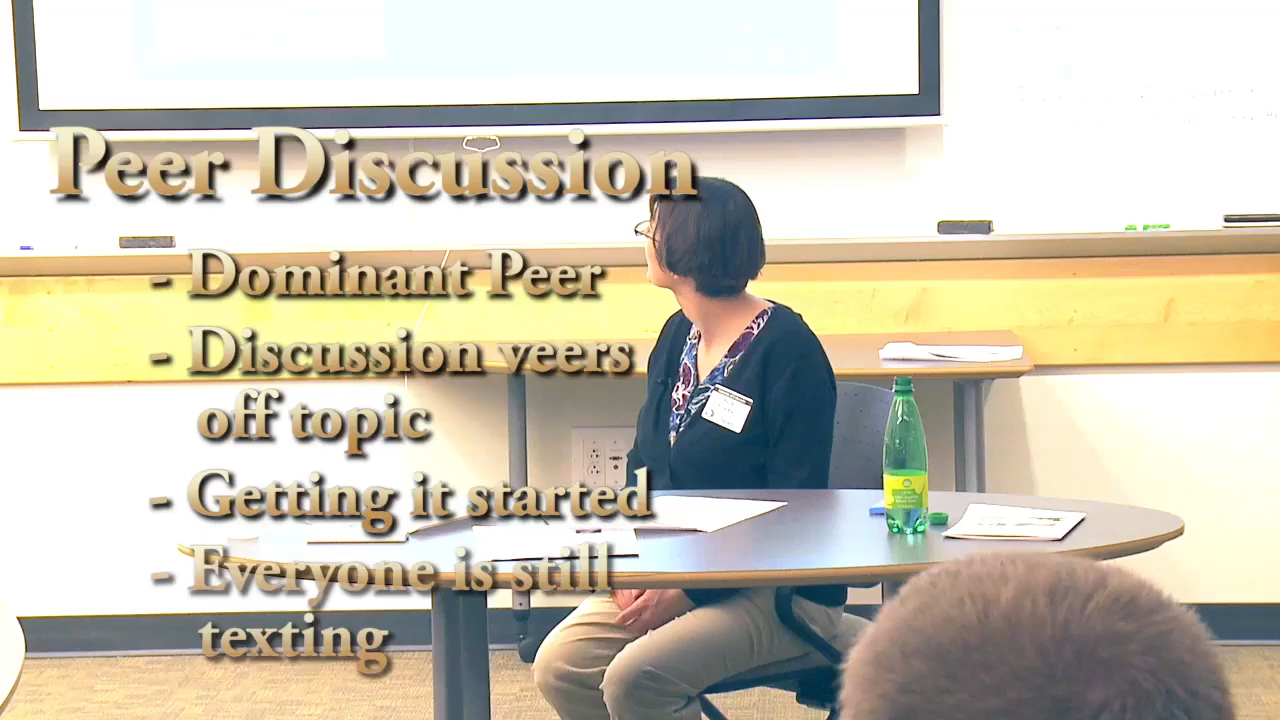 Peer Discussion
- Dominant Peer
- Discussion veers
off topic
- Getting it started
- Everyone is still
texting